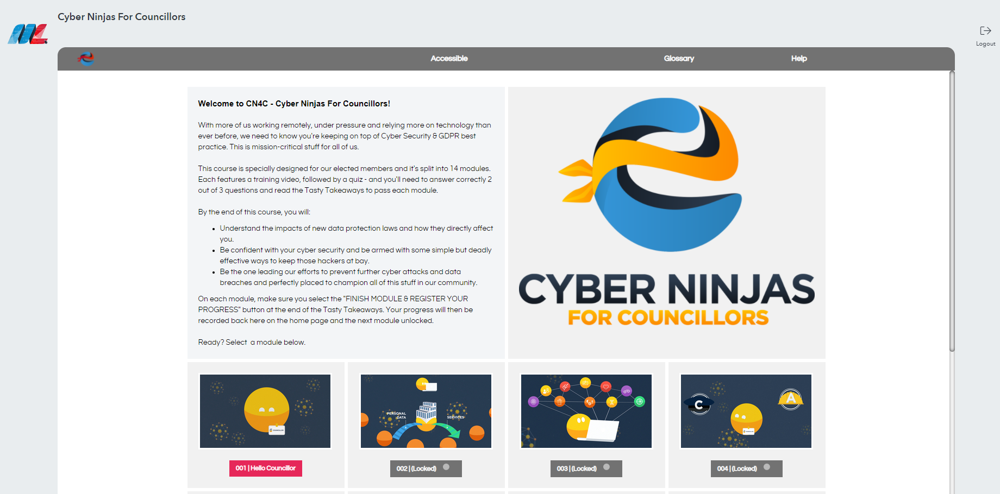 Cyber Ninjas For Councillors
Logout
Accessible
Glossary
Help
Welcome to CN4C - Cyber Ninjas For Councillors!
With more of us working remotely, under pressure and relying more on technology than
ever before, we need to know you're keeping on top of Cyber Security & GDPR best
practice. This is mission-critical stuff for all of us.
This course is specially designed for our elected members and it's split into 14 modules.
Each features a training video, followed by a quiz - and you'll need to answer correctly 2
out of 3 questions and read the Tasty Takeaways to pass each module.
By the end of this course, you will:
Understand the impacts of new data protection laws and how they directly affect
you.
Be confident with your cyber security and be armed with some simple but deadly
effective ways to keep those hackers at bay.
Be the one leading our efforts to prevent further cyber attacks and data
breaches and perfectly placed to champion all of this stuff in our community.
On each module, make sure you select the "FINISH MODULE & REGISTER YOUR
PROGRESS" button at the end of the Tasty Takeaways. Your progress will then be
recorded back here on the home page and the next module unlocked.
Ready? Select a module below.
CYBER NINJAS
FOR COUNCILLORS
COUNCILLOR
PERSONAL
DATA
SERVICES
C
A
001 | Hello Councillor
002 | (Locked)
003 | (Locked)
004 | (Locked)